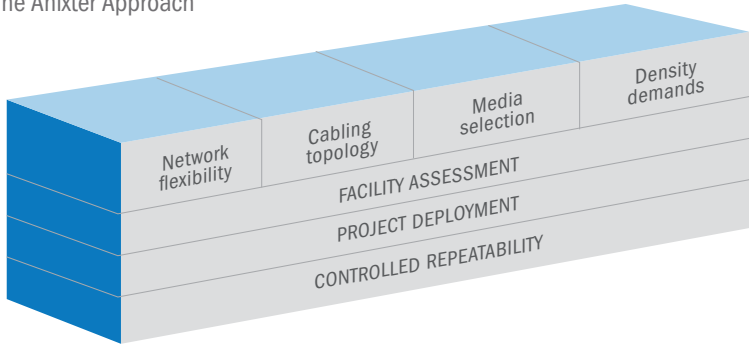 The Anixter Approach
Network
flexibility
Cabling
topology
Media
selection
Density
demands
FACILITY ASSESSMENT
PROJECT DEPLOYMENT
CONTROLLED REPEATABILITY